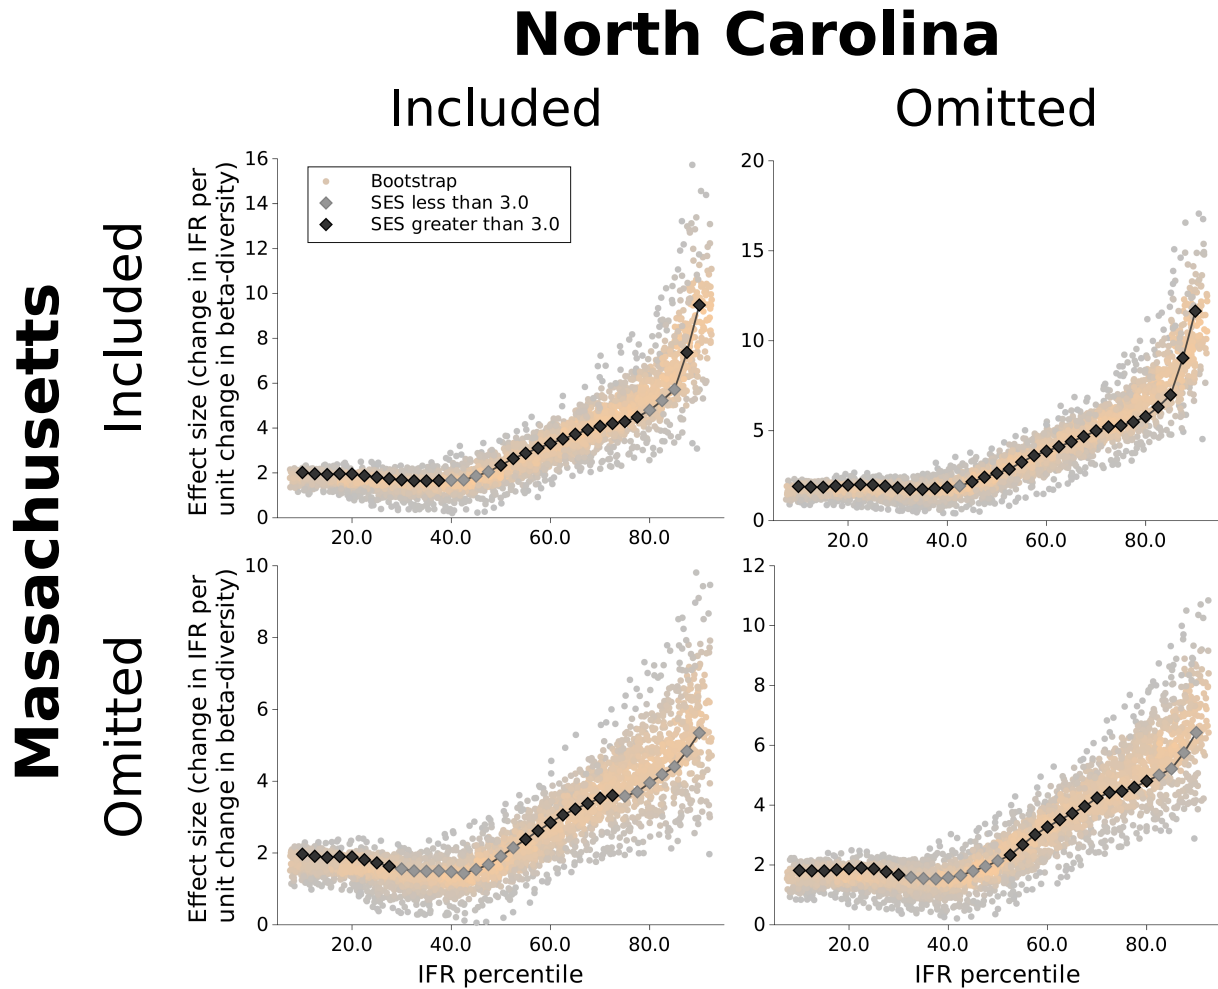 North Carolina
Included
Omitted
Massachusetts
Included
Omitted
Effect size (change in IFR per
unit change in beta-diversity)
16
14
12
10
8
6
4
2
0
Bootstrap
SES less than 3.0
SES greater than 3.0
20.0 40.0 60.0 80.0
20
15
10
5
0
20.0 40.0 60.0 80.0
Effect size (change in IFR per
unit change in beta-diversity)
10
8
6
4
2
0
20.0 40.0 60.0 80.0
IFR percentile
12
10
8
6
4
2
0
20.0 40.0 60.0 80.0
IFR percentile